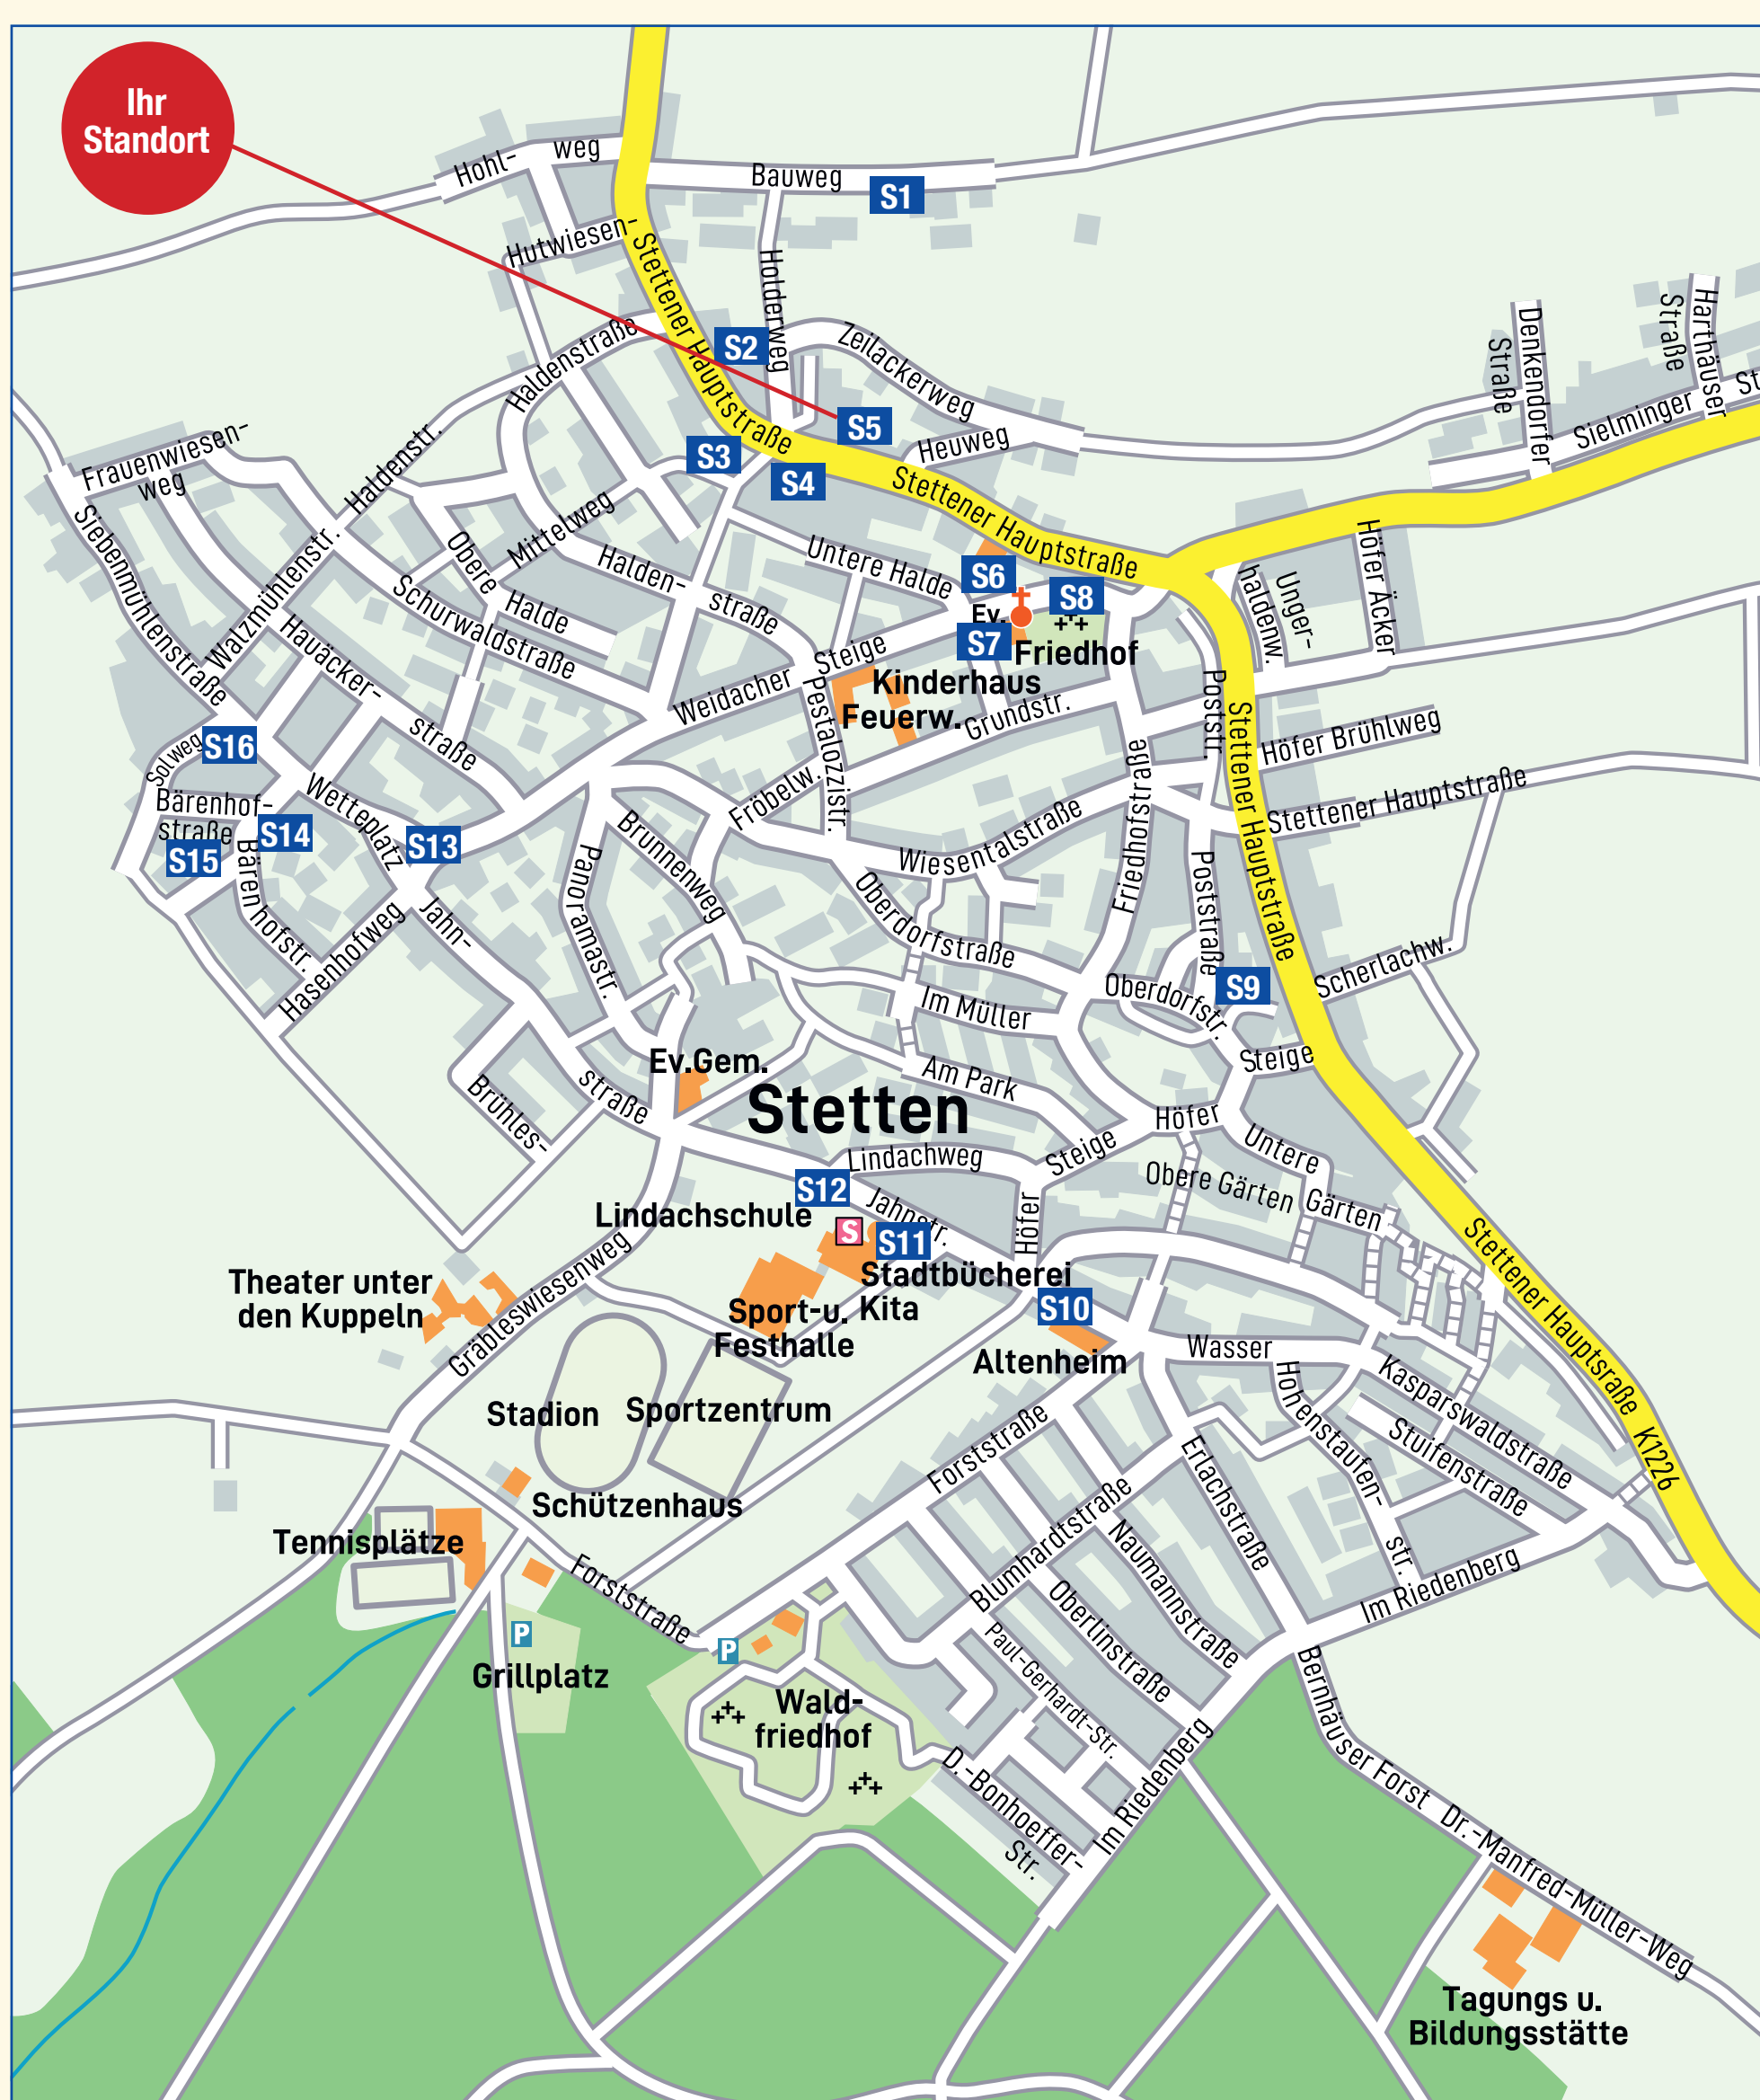 Ihr
Standort
Hohl-
weg
Bauweg
S1
Hutwiesen-
Stettener Hauptstraße
Holderweg
S2
Zeilackerweg
Haldenstraße
S5
Heuweg
S3
S4
Denkendorfer
Straße
Harthäuser
Straße
Sielminger
St
Frauenwiesen-
weg
Haldenstr.
Stettener Hauptstraße
Siebenmühlenstraße
Walzmühlenstr.
Obere
Halde
Mittelweg
Halden-
straße
Untere Halde
S6
S8
Ev.
S7
Friedhof
Unger-
haldenw.
Höfer Äcker
Schurwaldstraße
Hauäcker-
straße
Weidacher
Steige
Kinderhaus
Feuerw.
Grundstr.
Pestalozzistr.
Poststr.
Stettener Hauptstraße
Höfer Brühlweg
Stettener Hauptstraße
S16
Solweg
Bärenhof-
straße
S14
S15
Wetteplatz
S13
Fröbelw.
Brunnenweg
Wiesentalstraße
Friedhofstraße
Poststraße
Bären
hofstr.
Hasenhofweg
Jahn-
straße
Panoramastr.
Oberdorfstraße
Oberdorfstr.
S9
Scherlachw.
Im Müller
Steige
Ev.Gem.
Am Park
Stetten
Brühles-
Höfer
Steige
Untere
Gärten
Lindachweg
Obere Gärten
S12
Jahnstr.
Höfer
Lindachschule
S
S11
Stadtbücherei
Kita
Stettener Hauptsraße
K1226
Theater unter
den Kuppeln
Gräbleswiesenweg
Sport-u.
Festhalle
S10
Altenheim
Wasser
Kasparswaldstraße
Hohenstaufen-
str.
Stuifenstraße
Stadion
Sportzentrum
Forststraße
Erlachstraße
Schützenhaus
Tennisplätze
Blumhardtstraße
Naumannstraße
Im Riedenberg
Forststraße
Oberlinstraße
Paul-Gerhardt-Str.
P
P
Grillplatz
Wald-
friedhof
Bernhäuser Forst
D.-Bonhoeffer-
Str.
Im Riedenberg
Dr.-Manfred-Müller-Weg
Tagungs u.
Bildungsstätte